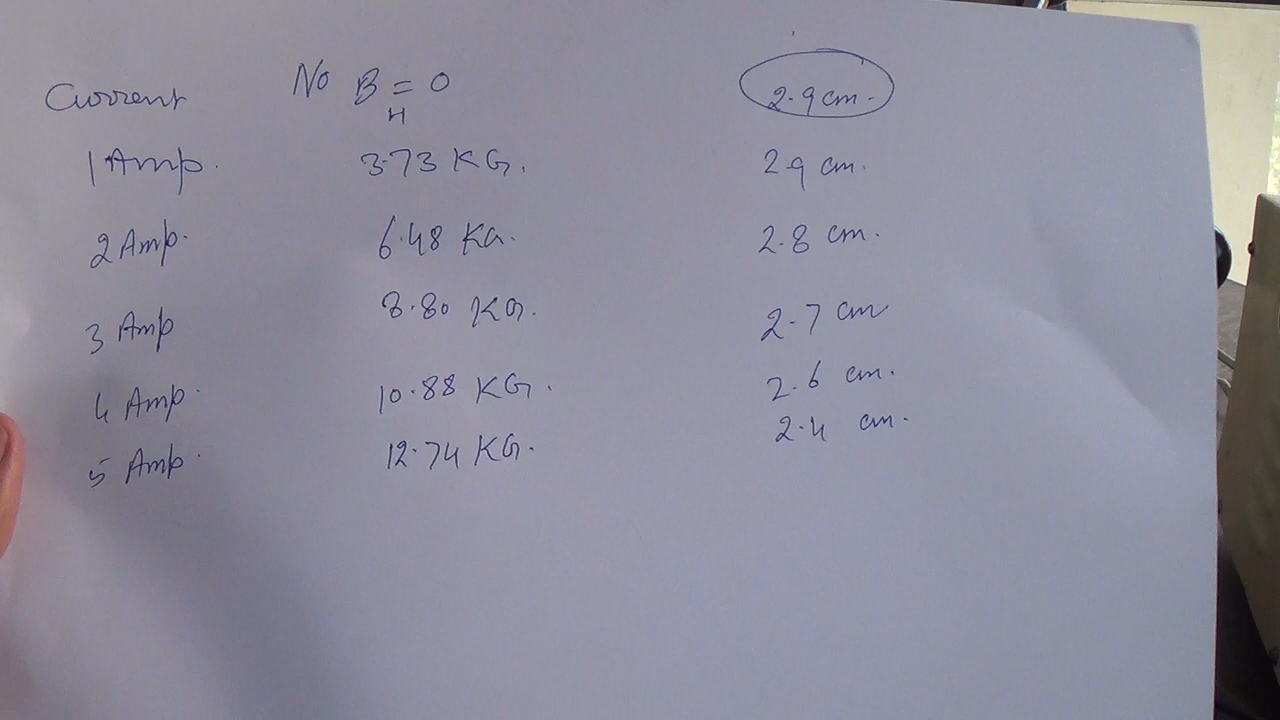 Current No B = 0 2.9 cm.
H
1 Amp. 3.73 KG. 2.9 cm.
2 Amp. 6.48 KG. 2.8 cm.
3 Amp 8.80 KG. 2.7 cm
4 Amp. 10.88 KG. 2.6 cm.
5 Amp. 12.74 KG. 2.4 cm.